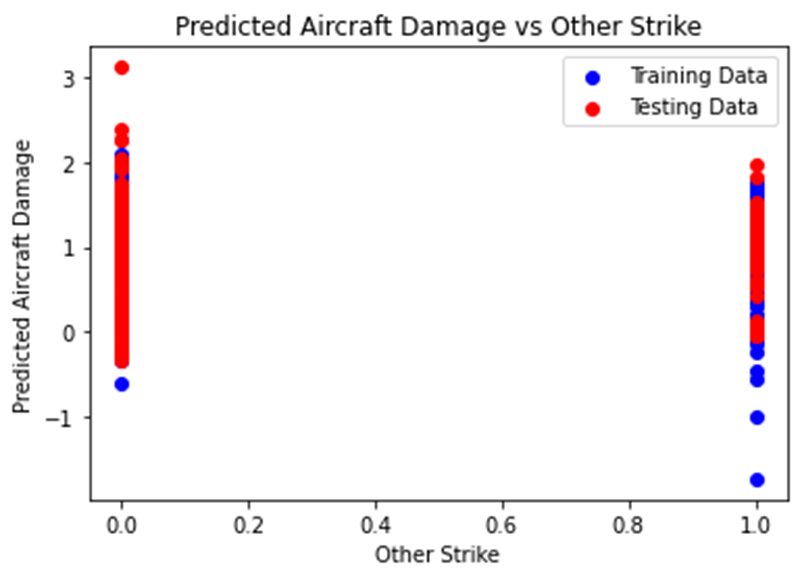 Predicted Aircraft Damage vs Other Strike
Training Data
Testing Data
Predicted Aircraft Damage
3
2
1
0
−1
0.0 0.2 0.4 0.6 0.8 1.0
Other Strike